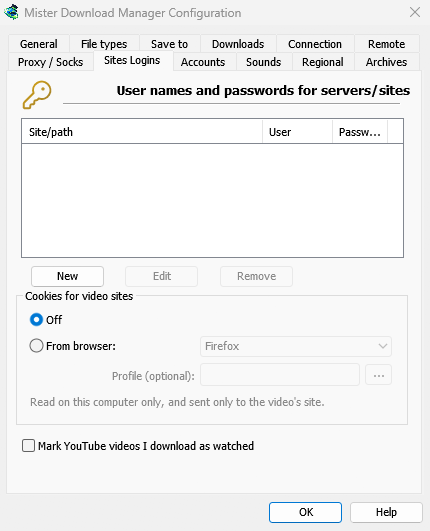 Mister Download Manager Configuration
General File types Save to Downloads Connection Remote
Proxy / Socks Sites Logins Accounts Sounds Regional Archives
User names and passwords for servers/sites
Site/path User Passw...
New Edit Remove
Cookies for video sites
Off
From browser: Firefox
Profile (optional): ...
Read on this computer only, and sent only to the video's site.
Mark YouTube videos I download as watched
OK Help